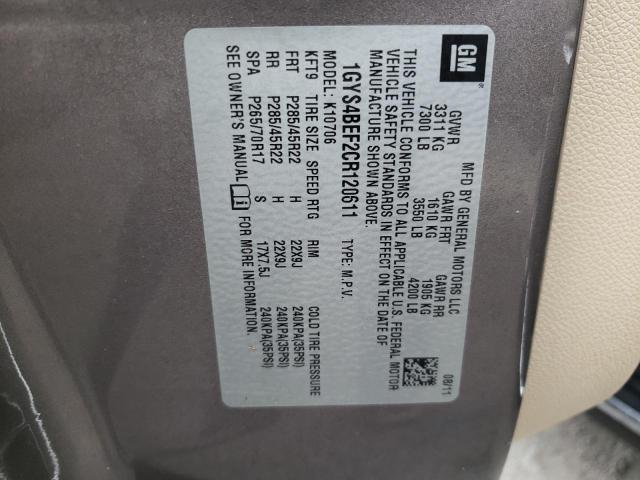 GM
MFD BY GENERAL MOTORS LLC
08/11
GVWR GAWR FRT GAWR RR
3311 KG 1610 KG 1905 KG
7300 LB 3550 LB 4200 LB
THIS VEHICLE CONFORMS TO ALL APPLICABLE U.S. FEDERAL MOTOR
VEHICLE SAFETY STANDARDS IN EFFECT ON THE DATE OF
MANUFACTURE SHOWN ABOVE.
1GYS4BEF2CR120611 TYPE: M.P.V.
MODEL: K10706
KFT9 TIRE SIZE SPEED RTG RIM COLD TIRE PRESSURE
FRT P285/45R22 H 22X9J 240KPA(35PSI)
RR P285/45R22 H 22X9J 240KPA(35PSI)
SPA P265/70R17 S 17X7.5J 240KPA(35PSI)
SEE OWNER'S MANUAL FOR MORE INFORMATION.